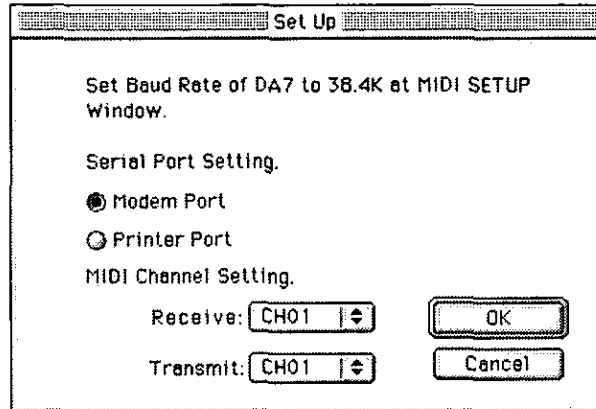 Set Up
Set Baud Rate of DA7 to 38.4K at MIDI SETUP
Window.
Serial Port Setting.
Modem Port
Printer Port
MIDI Channel Setting.
Receive: CH01
OK
Transmit: CH01
Cancel